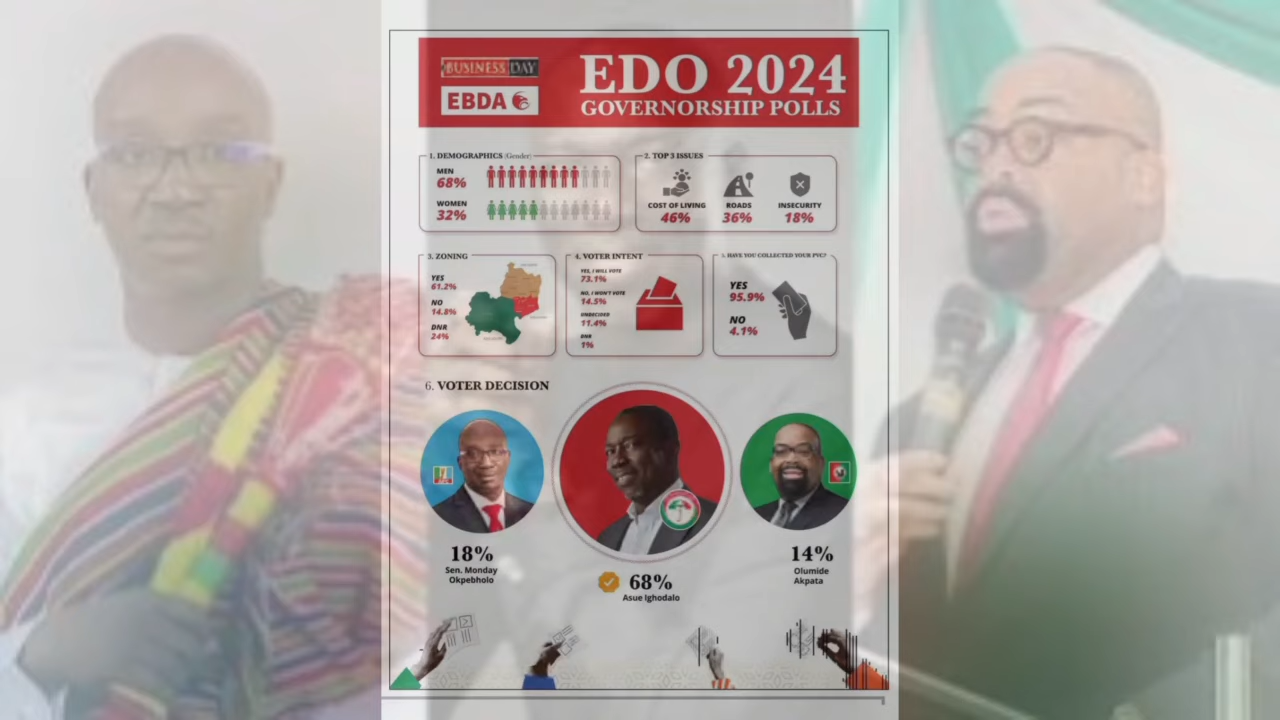 BUSINESS DAY
EBDA
EDO 2024
GOVERNORSHIP POLLS
1. DEMOGRAPHICS (Gender)
MEN
68%
WOMEN
32%
2. TOP 3 ISSUES
COST OF LIVING
46%
ROADS
36%
INSECURITY
18%
3. ZONING
YES
61.2%
NO
14.8%
DNR
24%
4. VOTER INTENT
YES, I WILL VOTE
73.1%
NO, I WON'T VOTE
14.5%
UNDECIDED
11.4%
DNR
1%
5. HAVE YOU COLLECTED YOUR PVC?
YES
95.9%
NO
4.1%
6. VOTER DECISION
18%
Sen. Monday
Okpebholo
68%
Asue Ighodalo
14%
Olumide
Akpata